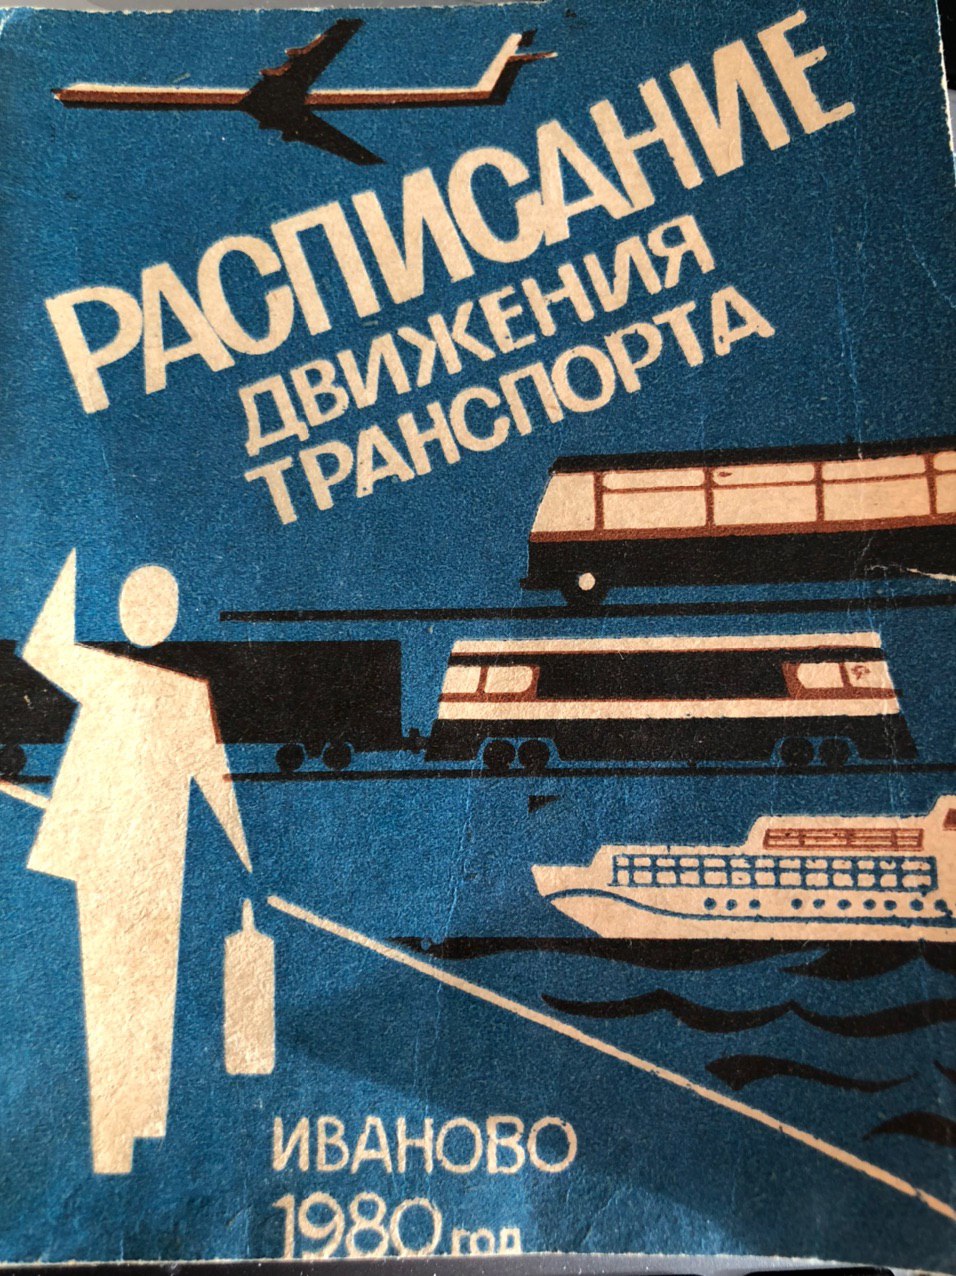 РАСПИСАНИЕ
ДВИЖЕНИЯ
ТРАНСПОРТА
ИВАНОВО
1980 год